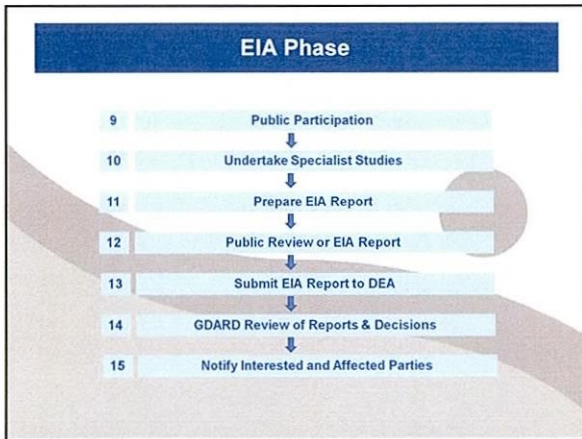 EIA Phase
9 Public Participation
10 Undertake Specialist Studies
11 Prepare EIA Report
12 Public Review or EIA Report
13 Submit EIA Report to DEA
14 GDARD Review of Reports & Decisions
15 Notify Interested and Affected Parties